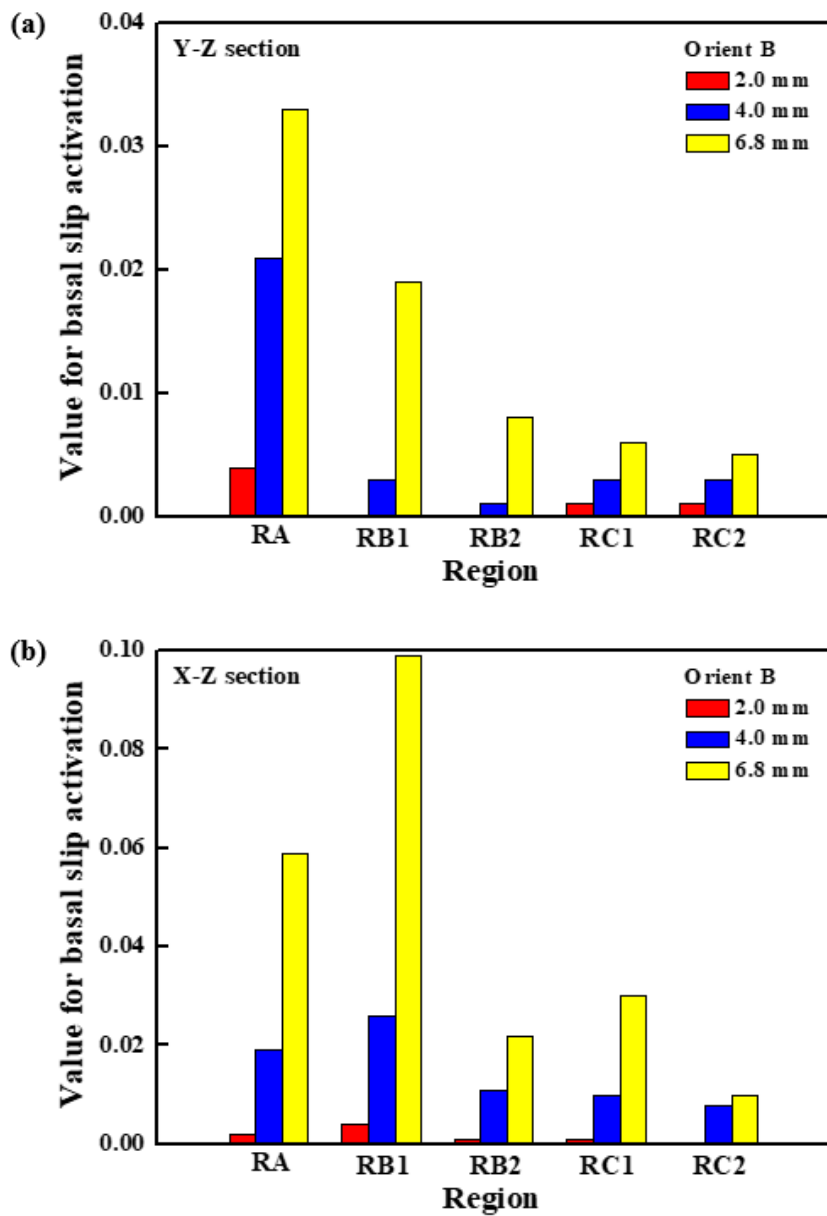 (a)
Y-Z section
Orient B
2.0 mm
4.0 mm
6.8 mm
Value for basal slip activation
0.04
0.03
0.02
0.01
0.00
RA RB1 RB2 RC1 RC2
Region
(b)
X-Z section
Orient B
2.0 mm
4.0 mm
6.8 mm
Value for basal slip activation
0.10
0.08
0.06
0.04
0.02
0.00
RA RB1 RB2 RC1 RC2
Region